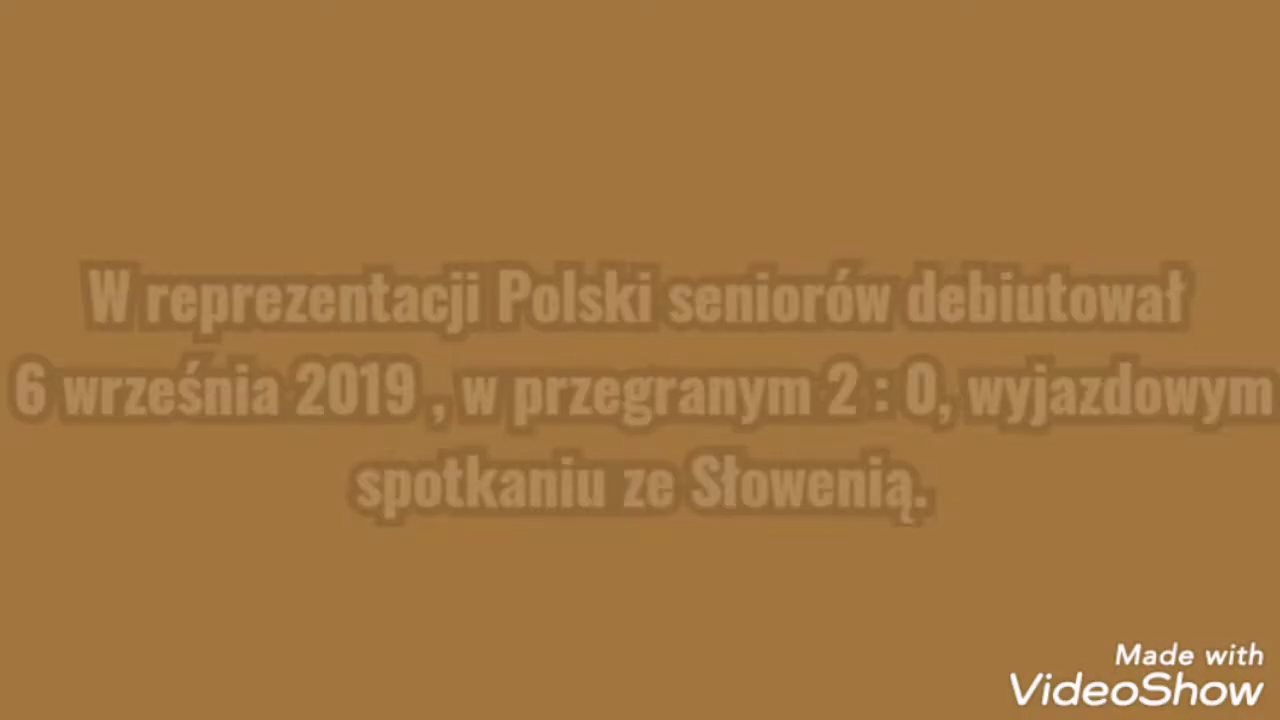 W reprezentacji Polski seniorów debiutował
6 września 2019 , w przegranym 2 : 0, wyjazdowym
spotkaniu ze Słowenią.
Made with
VideoShow